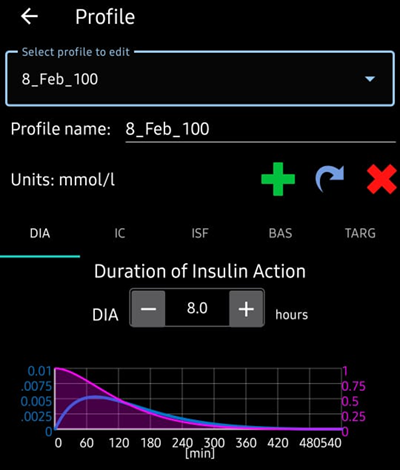 Profile
Select profile to edit
8_Feb_100
Profile name: 8_Feb_100
Units: mmol/l
DIA IC ISF BAS TARG
Duration of Insulin Action
DIA − 8.0 + hours
0.01 1
.0075 0.75
0.005 0.5
.0025 0.25
0 0
0 60 120 180 240 300 360 420 480540
[min]